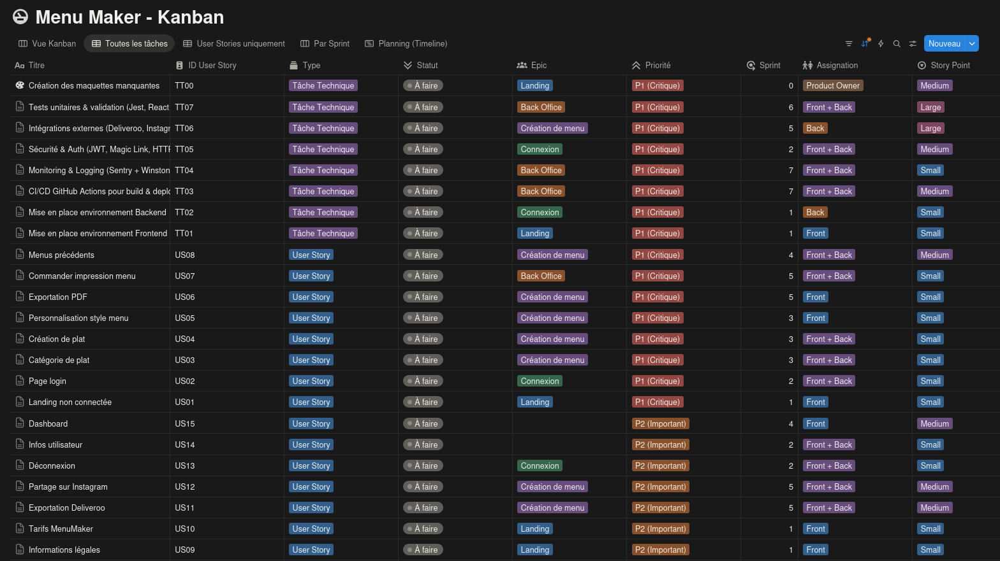 Menu Maker - Kanban
Vue Kanban Toutes les tâches User Stories uniquement Par Sprint Planning (Timeline) Nouveau
Aa Titre ID User Story Type Statut Epic Priorité Sprint Assignation Story Point
Création des maquettes manquantes TT00 Tâche Technique À faire Landing P1 (Critique) 0 Product Owner Medium
Tests unitaires & validation (Jest, React TT07 Tâche Technique À faire Back Office P1 (Critique) 6 Front + Back Large
Intégrations externes (Deliveroo, Instagr TT06 Tâche Technique À faire Création de menu P1 (Critique) 5 Back Large
Sécurité & Auth (JWT, Magic Link, HTTP TT05 Tâche Technique À faire Connexion P1 (Critique) 2 Front + Back Medium
Monitoring & Logging (Sentry + Winston TT04 Tâche Technique À faire Back Office P1 (Critique) 7 Front + Back Small
CI/CD GitHub Actions pour build & deplo TT03 Tâche Technique À faire Back Office P1 (Critique) 7 Front + Back Medium
Mise en place environnement Backend TT02 Tâche Technique À faire Connexion P1 (Critique) 1 Back Small
Mise en place environnement Frontend TT01 Tâche Technique À faire Landing P1 (Critique) 1 Front Small
Menus précédents US08 User Story À faire Création de menu P1 (Critique) 4 Front + Back Medium
Commander impression menu US07 User Story À faire Back Office P1 (Critique) 5 Front + Back Small
Exportation PDF US06 User Story À faire Création de menu P1 (Critique) 5 Front Small
Personnalisation style menu US05 User Story À faire Création de menu P1 (Critique) 3 Front Small
Création de plat US04 User Story À faire Création de menu P1 (Critique) 3 Front + Back Small
Catégorie de plat US03 User Story À faire Création de menu P1 (Critique) 3 Front + Back Small
Page login US02 User Story À faire Connexion P1 (Critique) 2 Front + Back Small
Landing non connectée US01 User Story À faire Landing P1 (Critique) 1 Front Small
Dashboard US15 User Story À faire P2 (Important) 4 Front Medium
Infos utilisateur US14 User Story À faire P2 (Important) 2 Front + Back Small
Déconnexion US13 User Story À faire Connexion P2 (Important) 2 Front + Back Small
Partage sur Instagram US12 User Story À faire Création de menu P2 (Important) 5 Front + Back Medium
Exportation Deliveroo US11 User Story À faire Création de menu P2 (Important) 5 Front + Back Medium
Tarifs MenuMaker US10 User Story À faire Landing P2 (Important) 1 Front Small
Informations légales US09 User Story À faire Landing P2 (Important) 1 Front Small